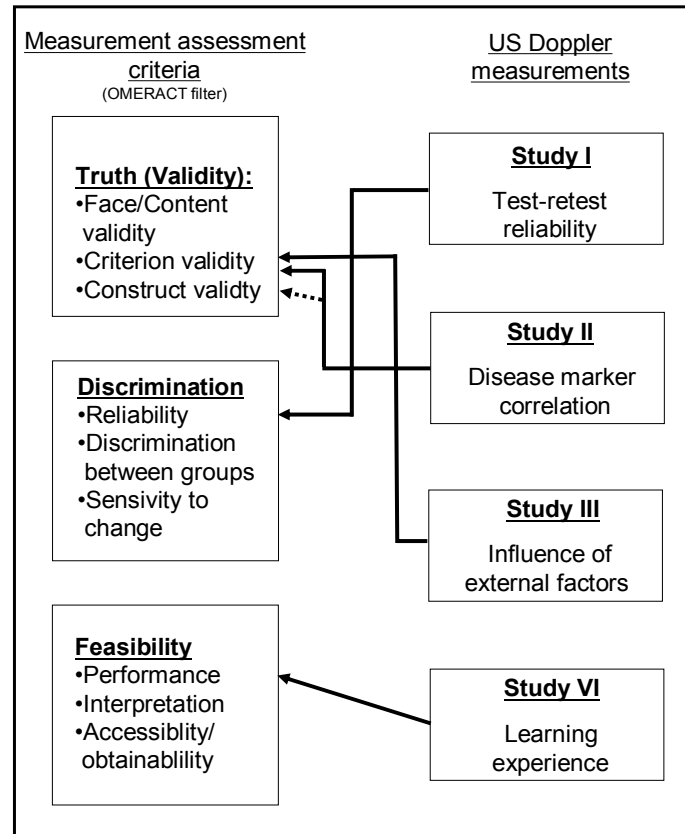 Measurement assessment
criteria
(OMERACT filter)
Truth (Validity):
•Face/Content
validity
•Criterion validity
•Construct validty
Discrimination
•Reliability
•Discrimination
between groups
•Sensivity to
change
Feasibility
•Performance
•Interpretation
•Accessiblity/
obtainablility
US Doppler
measurements
Study I
Test-retest
reliability
Study II
Disease marker
correlation
Study III
Influence of
external factors
Study VI
Learning
experience